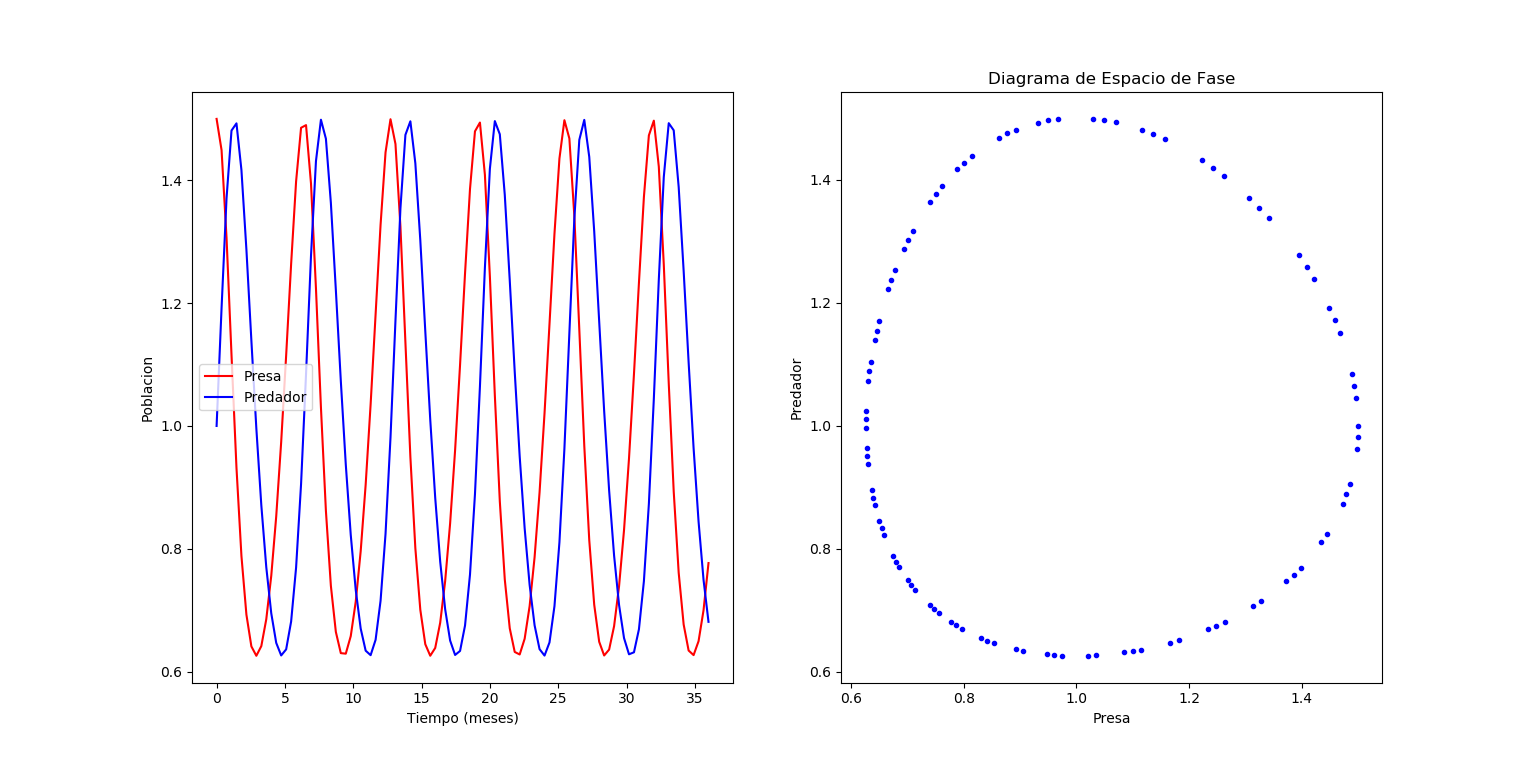 Poblacion
1.4
1.2
1.0
0.8
0.6
Presa
Predador
0 5 10 15 20 25 30 35
Tiempo (meses)
Diagrama de Espacio de Fase
Predador
1.4
1.2
1.0
0.8
0.6
0.6 0.8 1.0 1.2 1.4
Presa